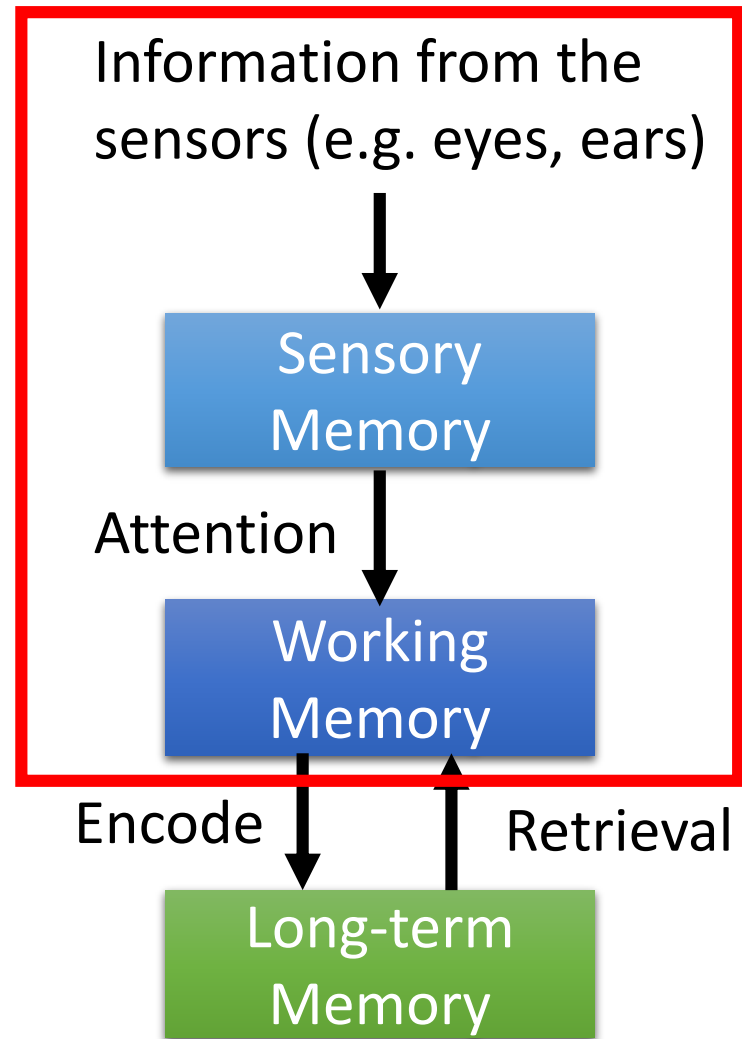 Information from the
sensors (e.g. eyes, ears)
Sensory
Memory
Attention
Working
Memory
Encode
Retrieval
Long-term
Memory